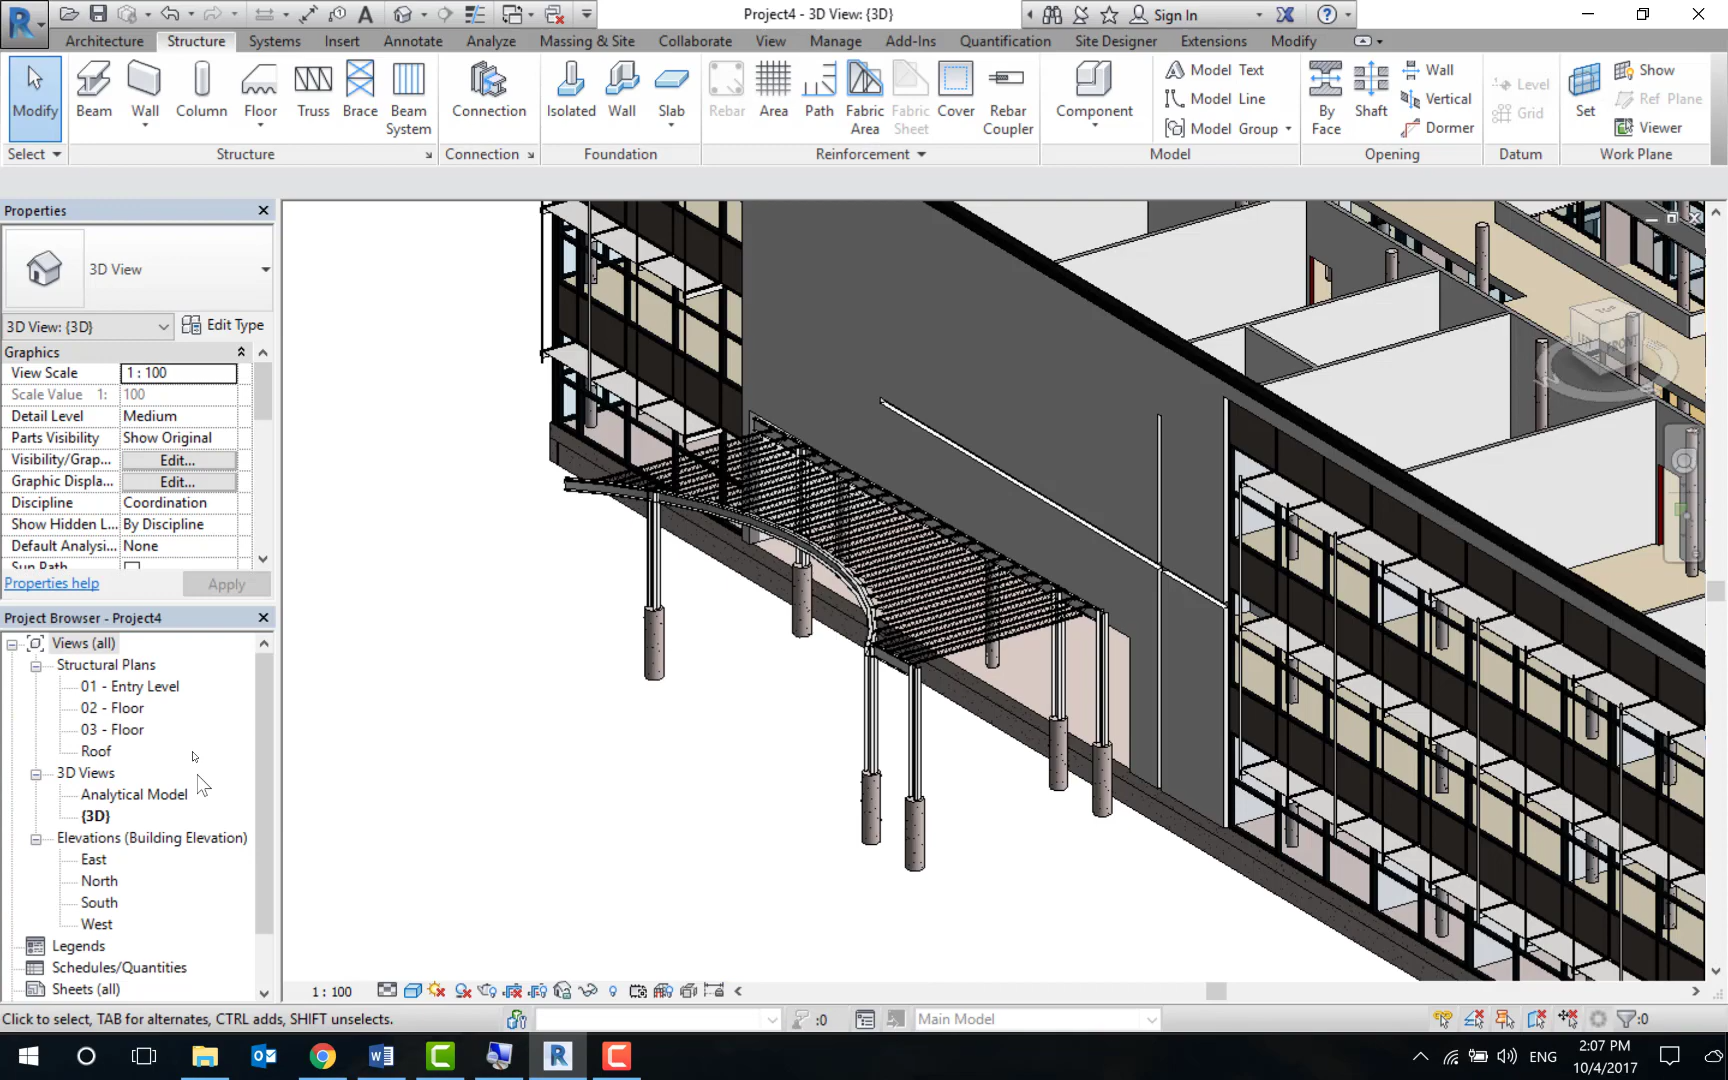 Project4 - 3D View: {3D}
Sign In
Architecture Structure Systems Insert Annotate Analyze Massing & Site Collaborate View Manage Add-Ins Quantification Site Designer Extensions Modify
Modify Beam Wall Column Floor Truss Brace Beam System Connection Isolated Wall Slab Rebar Area Path Fabric Area Fabric Sheet Cover Rebar Coupler Component
Model Text
Model Line
Model Group
By Face Shaft
Wall
Vertical
Dormer
Level
Grid
Set
Show
Ref Plane
Viewer
Select Structure Connection Foundation Reinforcement Model Opening Datum Work Plane
Properties
3D View
3D View: {3D} Edit Type
Graphics
View Scale 1 : 100
Scale Value 1: 100
Detail Level Medium
Parts Visibility Show Original
Visibility/Grap... Edit...
Graphic Displa... Edit...
Discipline Coordination
Show Hidden L... By Discipline
Default Analysi... None
Sun Path
Properties help Apply
Project Browser - Project4
Views (all)
Structural Plans
01 - Entry Level
02 - Floor
03 - Floor
Roof
3D Views
Analytical Model
{3D}
Elevations (Building Elevation)
East
North
South
West
Legends
Schedules/Quantities
Sheets (all)
TOP
FRONT
1 : 100
Click to select, TAB for alternates, CTRL adds, SHIFT unselects.
:0
Main Model
:0
ENG
2:07 PM
10/4/2017